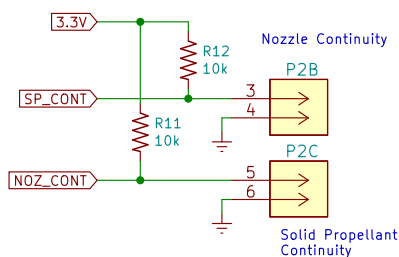 3.3V
R12
10k
Nozzle Continuity
P2B
SP_CONT
3
4
R11
10k
P2C
NOZ_CONT
5
6
Solid Propellant
Continuity